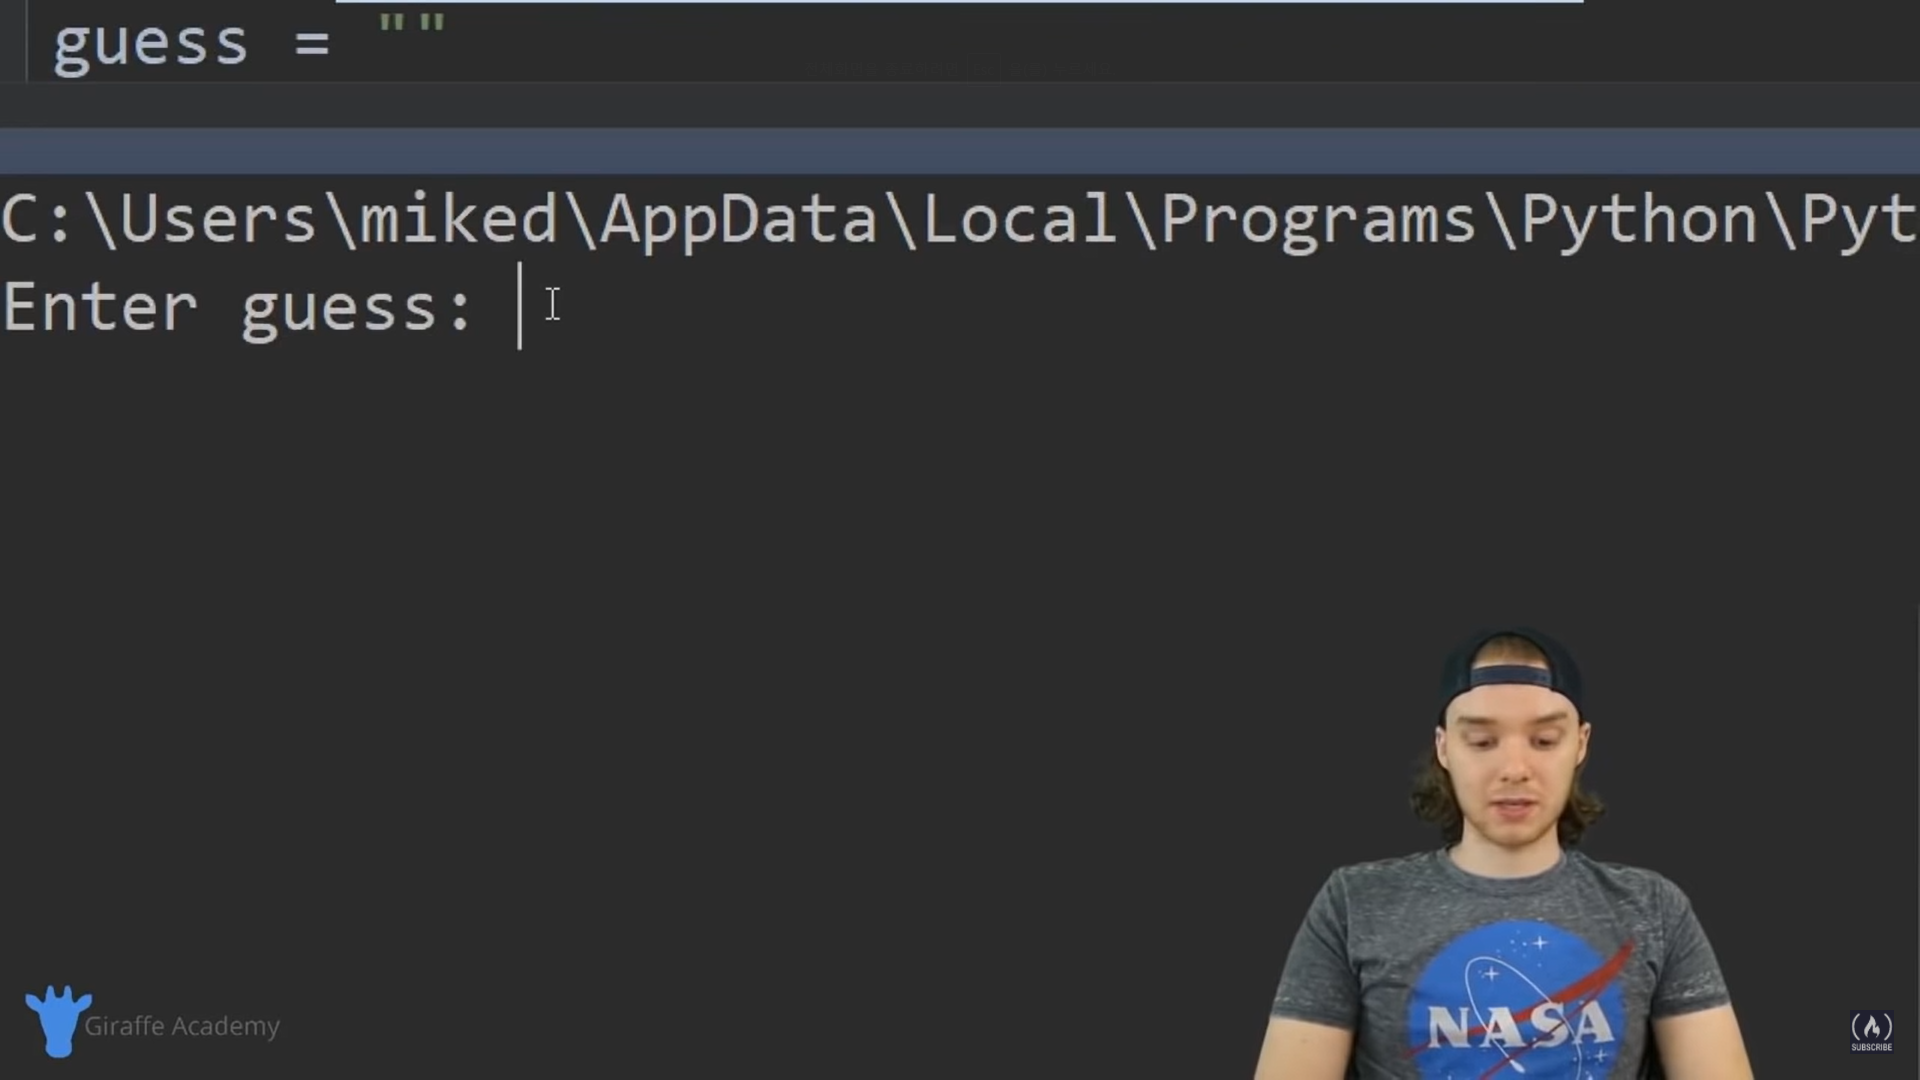 guess = ""
C:\Users\miked\AppData\Local\Programs\Python\Pyt
Enter guess:
NASA
Giraffe Academy
SUBSCRIBE